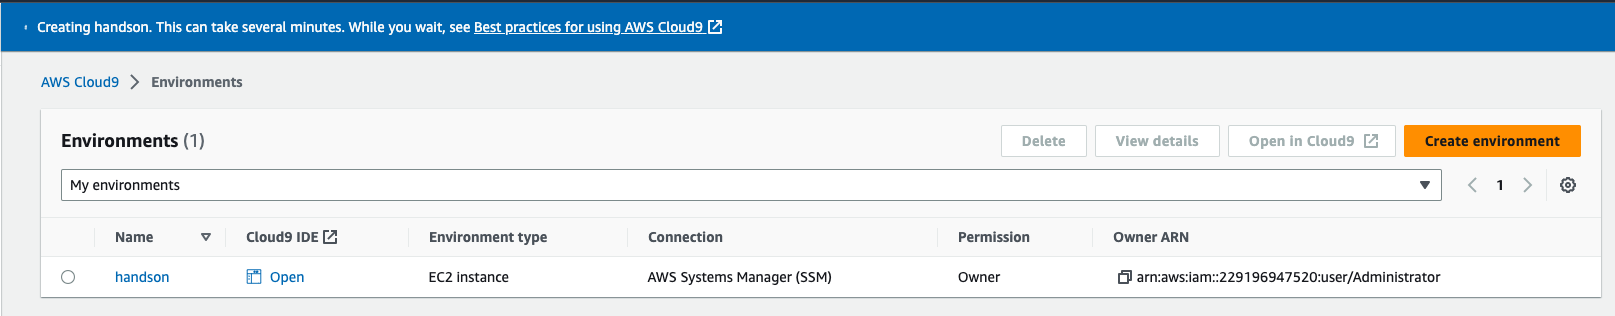 Creating handson. This can take several minutes. While you wait, see Best practices for using AWS Cloud9
AWS Cloud9 Environments
Environments (1) Delete View details Open in Cloud9 Create environment
My environments 1
Name Cloud9 IDE Environment type Connection Permission Owner ARN
handson Open EC2 instance AWS Systems Manager (SSM) Owner arn:aws:iam::229196947520:user/Administrator